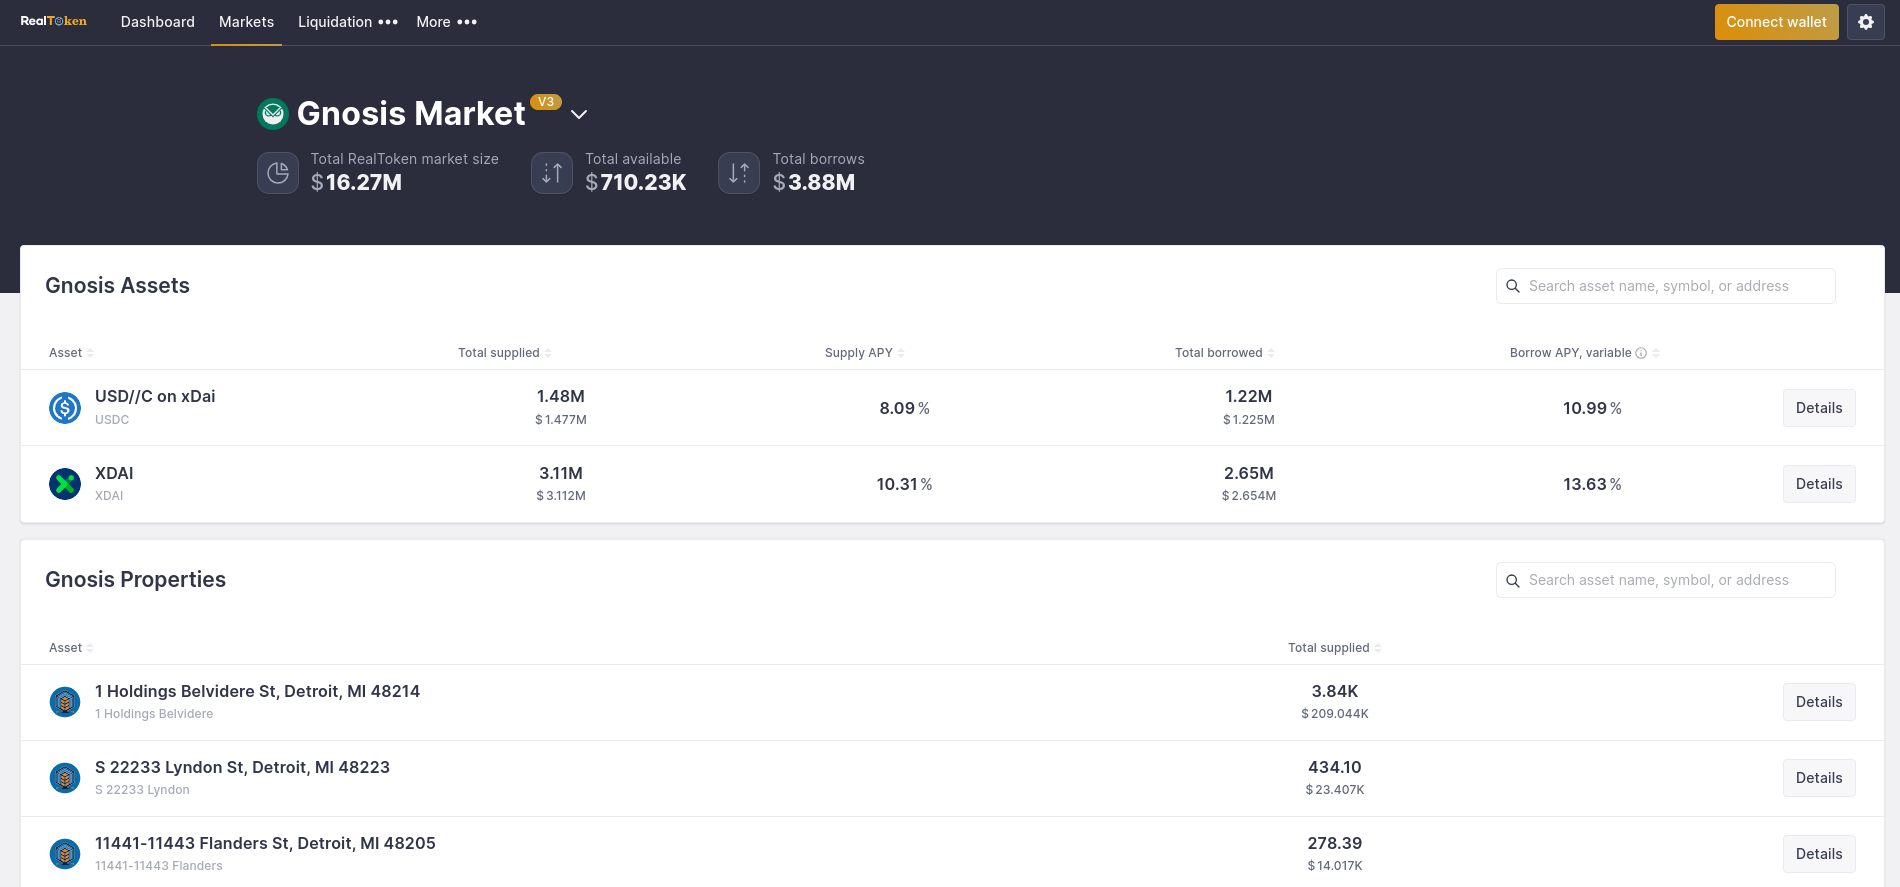 RealToken Dashboard Markets Liquidation ••• More ••• Connect wallet
Gnosis Market V3
Total RealToken market size Total available Total borrows
$16.27M $710.23K $3.88M
Gnosis Assets Search asset name, symbol, or address
Asset Total supplied Supply APY Total borrowed Borrow APY, variable
USD//C on xDai 1.48M 8.09% 1.22M 10.99% Details
USDC $1.477M $1.225M
XDAI 3.11M 10.31% 2.65M 13.63% Details
XDAI $3.112M $2.654M
Gnosis Properties Search asset name, symbol, or address
Asset Total supplied
1 Holdings Belvidere St, Detroit, MI 48214 3.84K Details
1 Holdings Belvidere $209.044K
S 22233 Lyndon St, Detroit, MI 48223 434.10 Details
S 22233 Lyndon $23.407K
11441-11443 Flanders St, Detroit, MI 48205 278.39 Details
11441-11443 Flanders $14.017K